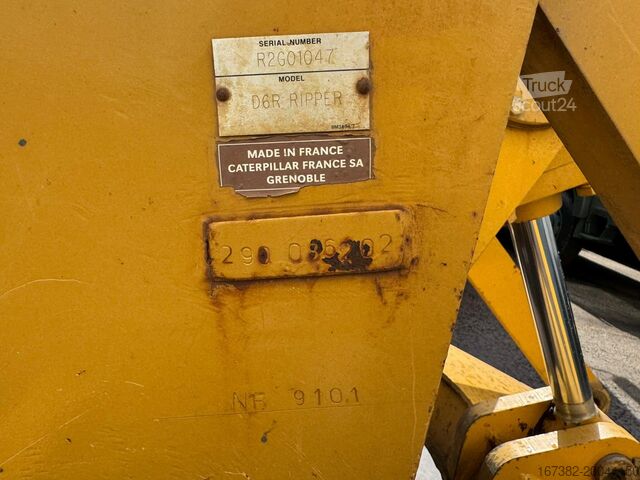 SERIAL NUMBER
R2G01047
MODEL
D6R RIPPER
MADE IN FRANCE
CATERPILLAR FRANCE SA
GRENOBLE
Truck
Scout24
NF 9101